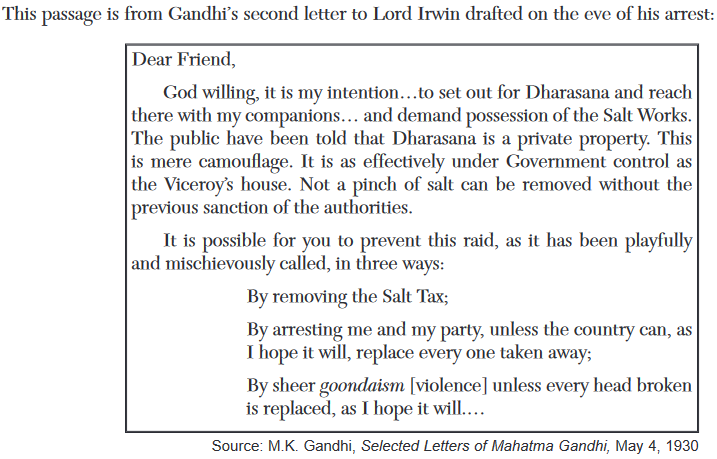 This passage is from Gandhi’s second letter to Lord Irwin drafted on the eve of his arrest:
Dear Friend,
God willing, it is my intention…to set out for Dharasana and reach
there with my companions… and demand possession of the Salt Works.
The public have been told that Dharasana is a private property. This
is mere camouflage. It is as effectively under Government control as
the Viceroy’s house. Not a pinch of salt can be removed without the
previous sanction of the authorities.
It is possible for you to prevent this raid, as it has been playfully
and mischievously called, in three ways:
By removing the Salt Tax;
By arresting me and my party, unless the country can, as
I hope it will, replace every one taken away;
By sheer goondaism [violence] unless every head broken
is replaced, as I hope it will.…
Source: M.K. Gandhi, Selected Letters of Mahatma Gandhi, May 4, 1930